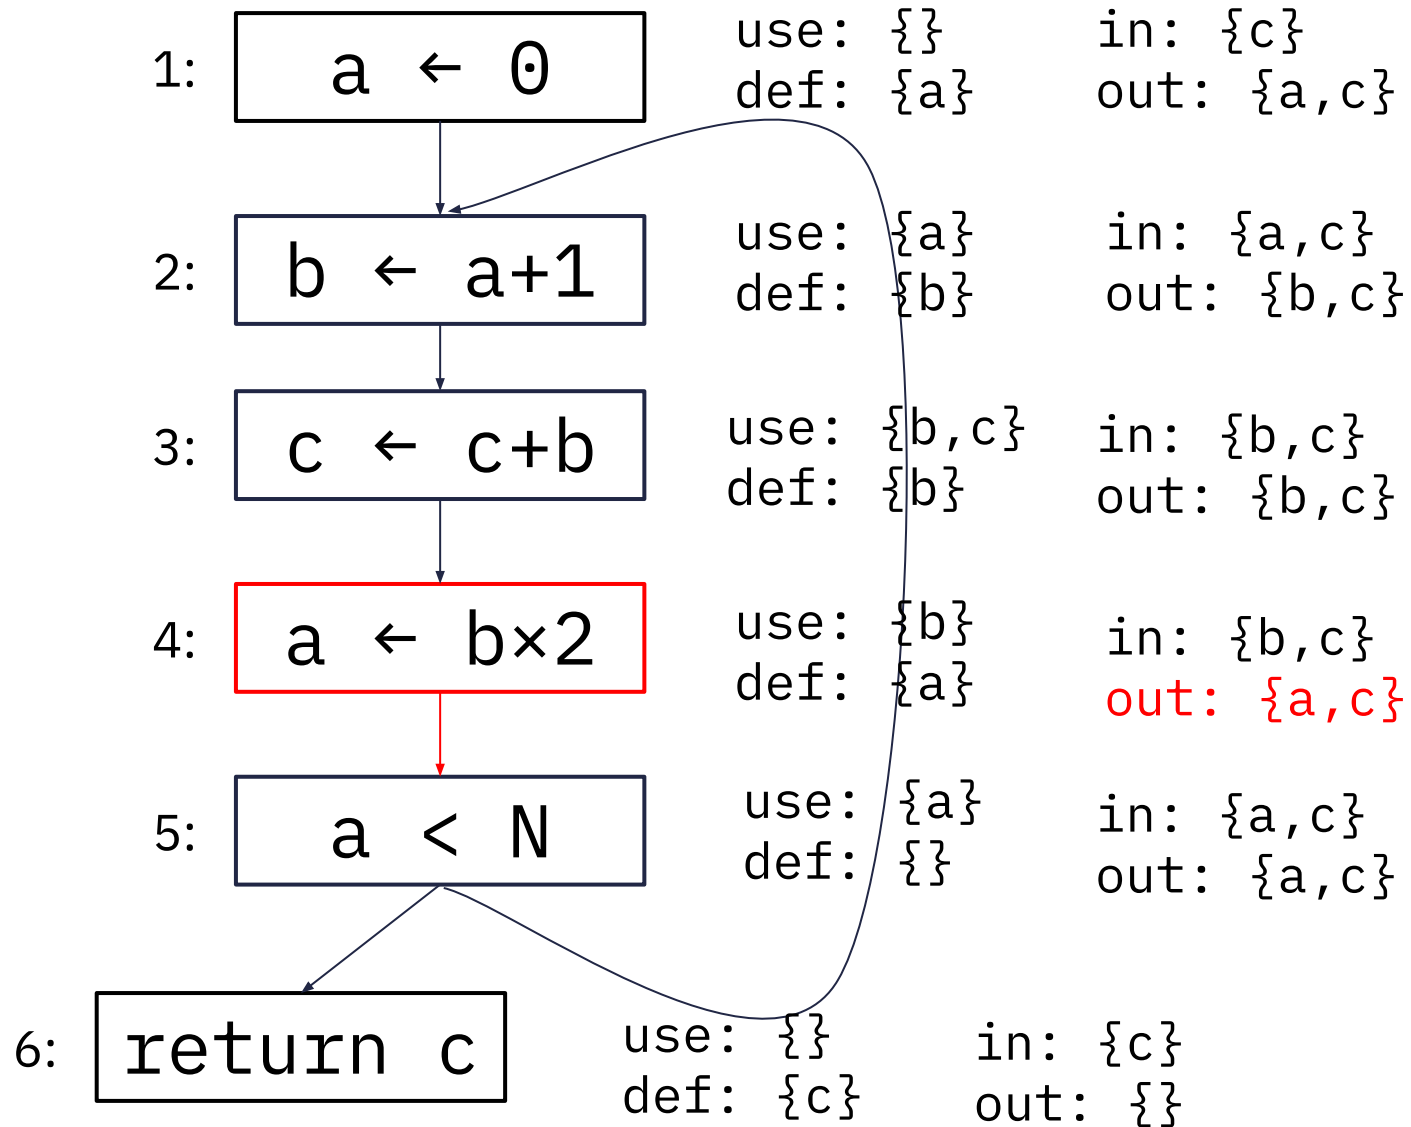 1:
a ← 0
use: {}
def: {a}
in: {c}
out: {a,c}
2:
b ← a+1
use: {a}
def: {b}
in: {a,c}
out: {b,c}
3:
c ← c+b
use: {b,c}
def: {b}
in: {b,c}
out: {b,c}
4:
a ← b×2
use: {b}
def: {a}
in: {b,c}
out: {a,c}
5:
a < N
use: {a}
def: {}
in: {a,c}
out: {a,c}
6:
return c
use: {}
def: {c}
in: {c}
out: {}